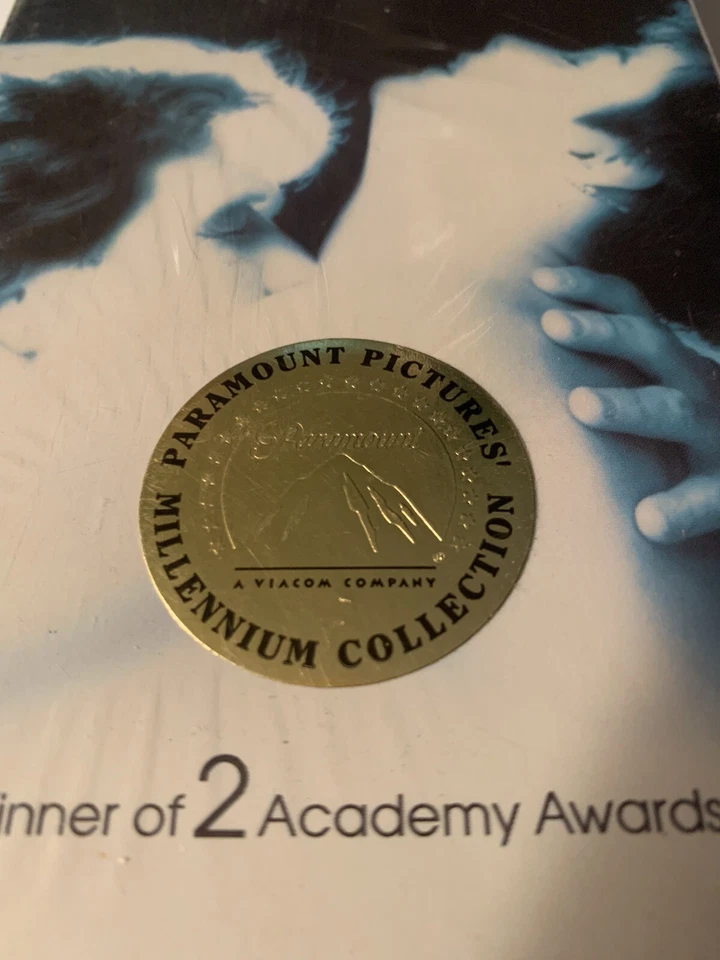 PARAMOUNT PICTURES'
Paramount
®
A VIACOM COMPANY
MILLENNIUM COLLECTION
inner of 2 Academy Awards